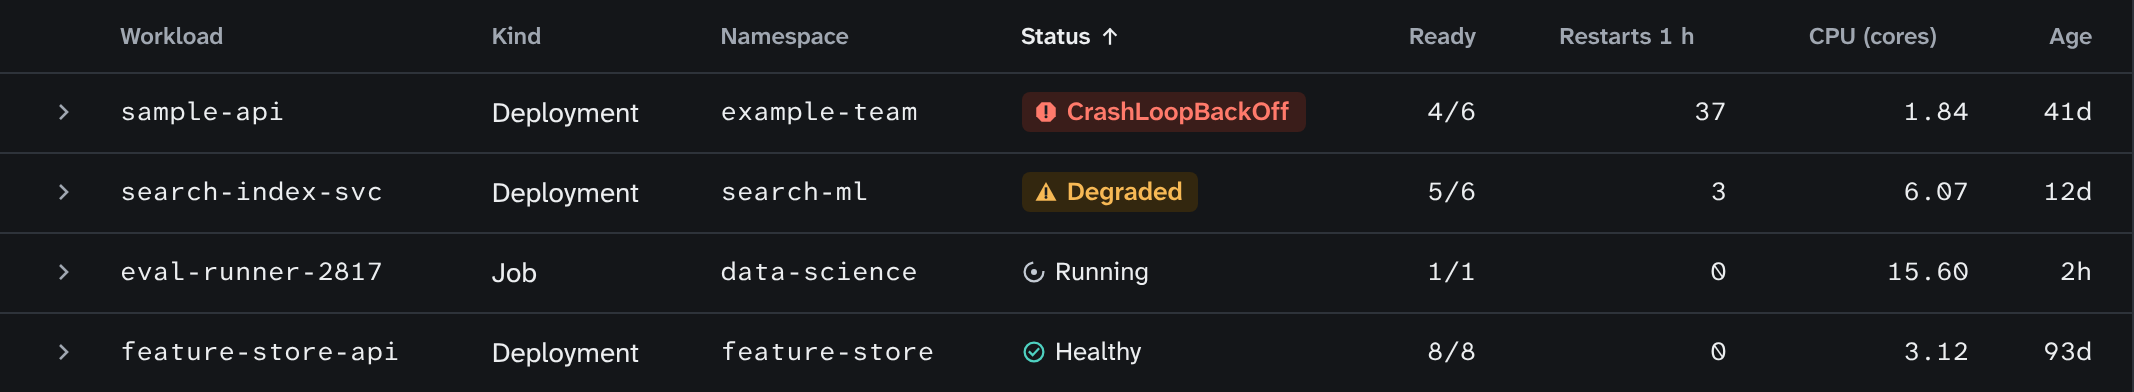 Workload Kind Namespace Status ↑ Ready Restarts 1 h CPU (cores) Age
sample-api Deployment example-team CrashLoopBackOff 4/6 37 1.84 41d
search-index-svc Deployment search-ml Degraded 5/6 3 6.07 12d
eval-runner-2817 Job data-science Running 1/1 0 15.60 2h
feature-store-api Deployment feature-store Healthy 8/8 0 3.12 93d